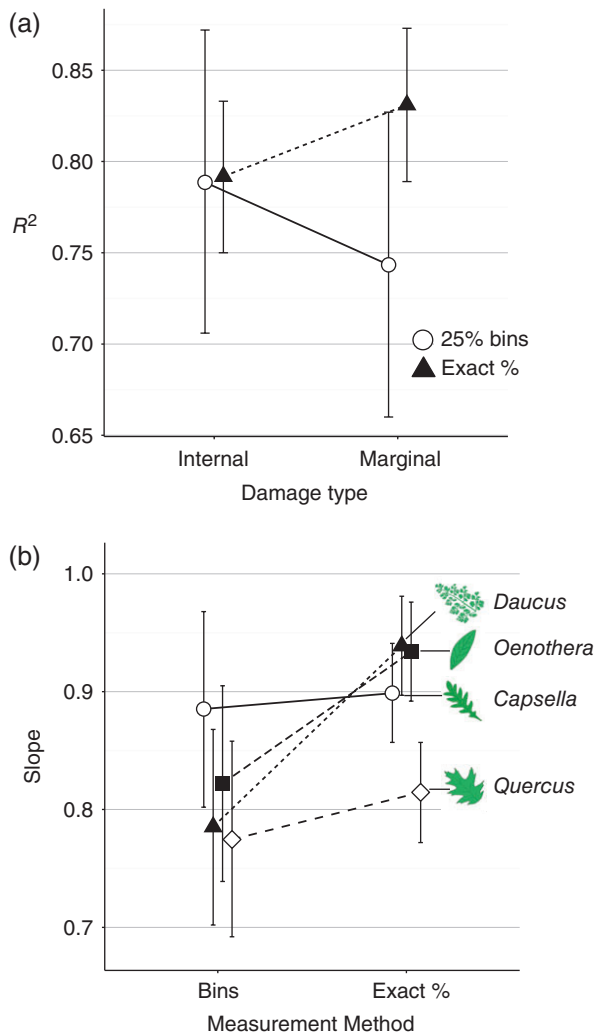 (a)
0.85
0.80
R²
0.75
0.70
25% bins
Exact %
0.65
Internal Marginal
Damage type
(b)
1.0
Daucus
Oenothera
0.9
Capsella
Slope
Quercus
0.8
0.7
Bins Exact %
Measurement Method